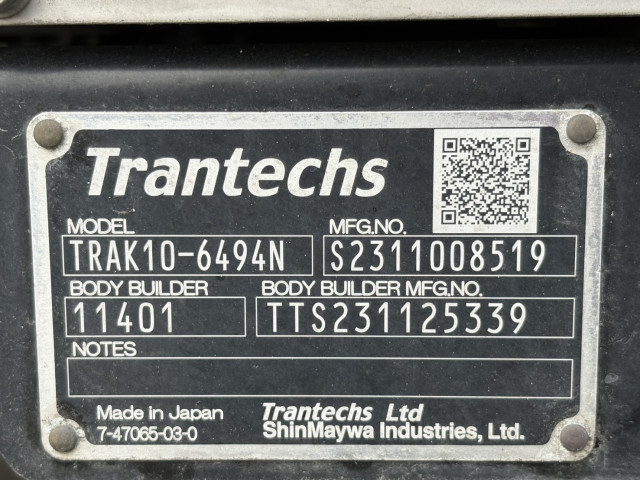 Trantechs
MODEL MFG.NO.
TRAK10-6494N S2311008519
BODY BUILDER BODY BUILDER MFG.NO.
11401 TTS231125339
NOTES
Made in Japan Trantechs Ltd
7-47065-03-0 ShinMaywa Industries, Ltd.